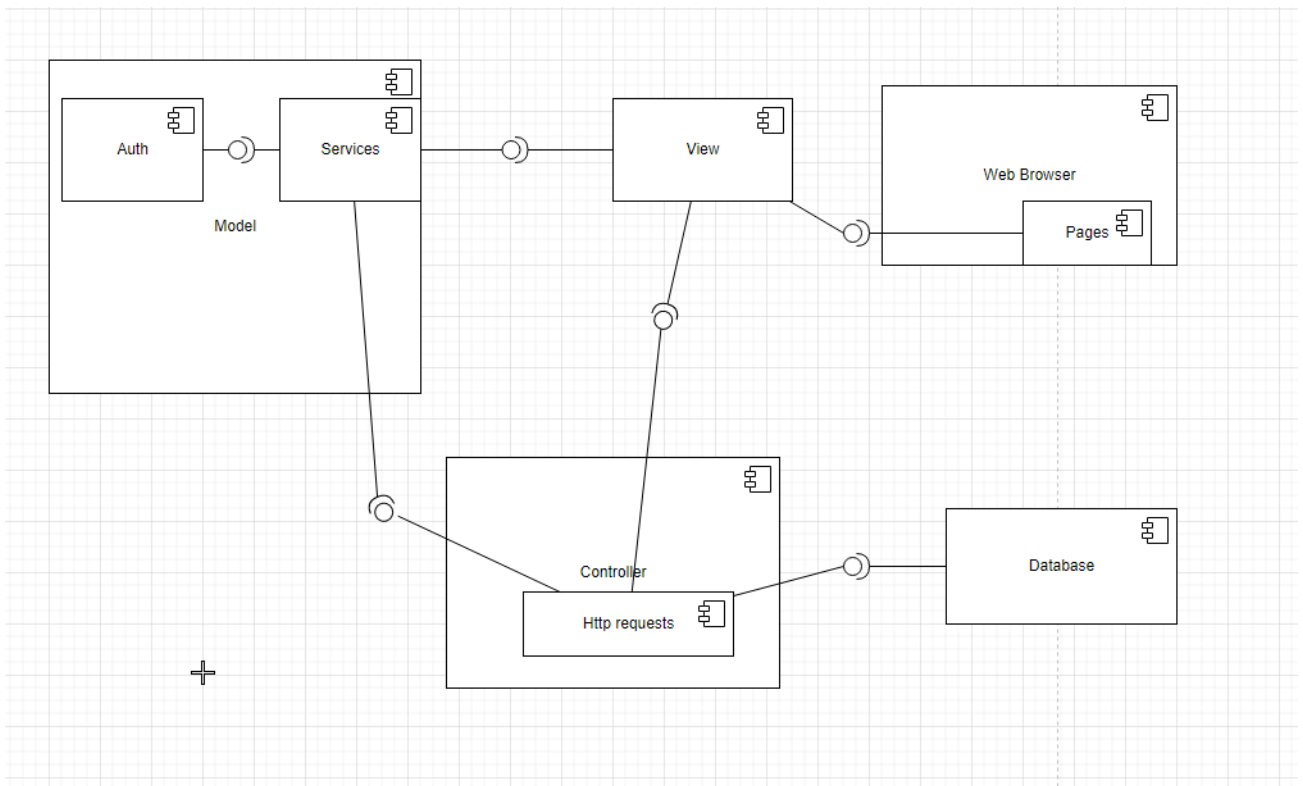 Auth
Services
Model
View
Web Browser
Pages
Controller
Http requests
Database